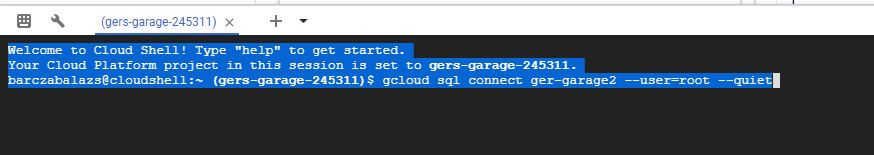 (gers-garage-245311)
Welcome to Cloud Shell! Type "help" to get started.
Your Cloud Platform project in this session is set to gers-garage-245311.
barczabalazs@cloudshell:~ (gers-garage-245311)$ gcloud sql connect ger-garage2 --user=root --quiet